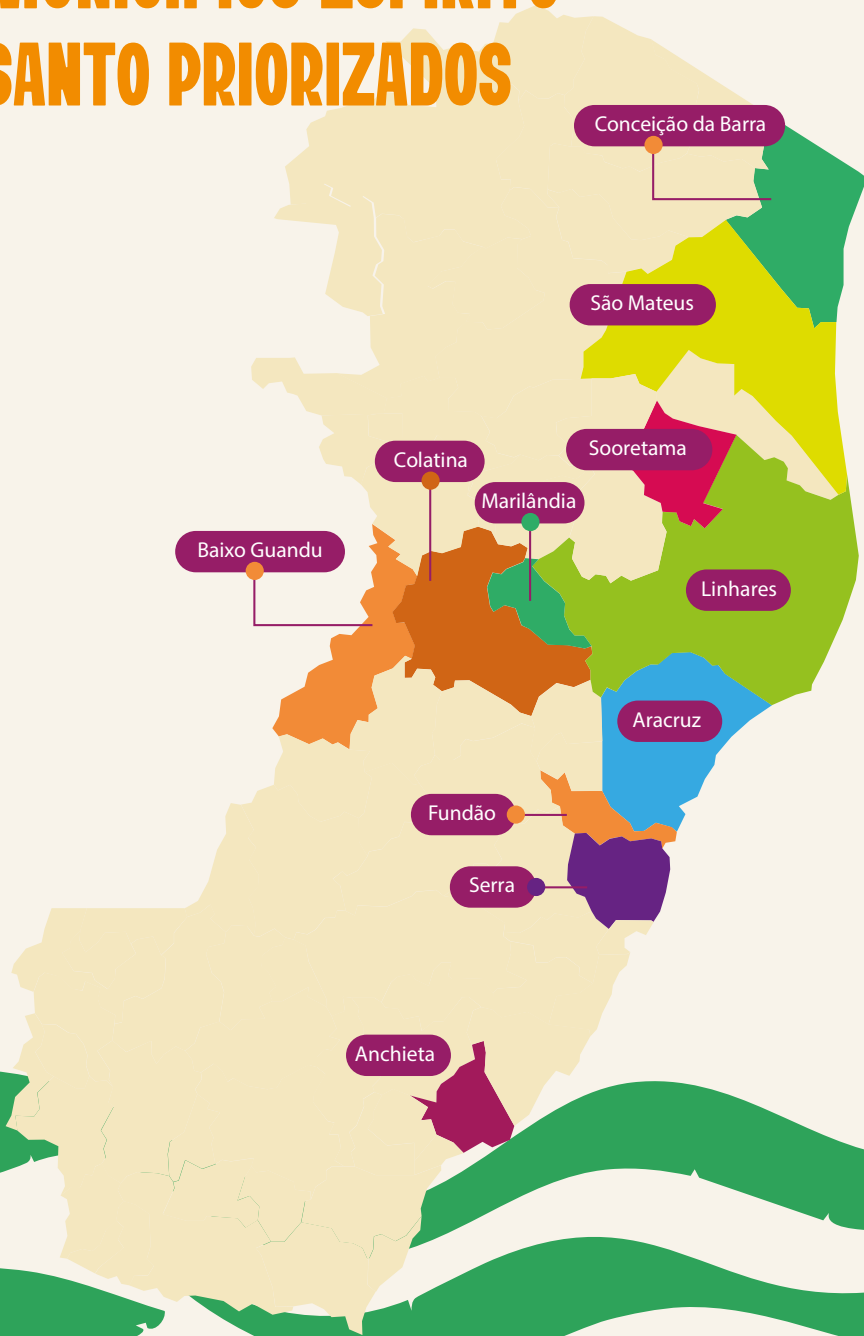 SANTO PRIORIZADOS
Conceição da Barra
São Mateus
Sooretama
Colatina
Marilândia
Baixo Guandu
Linhares
Aracruz
Fundão
Serra
Anchieta